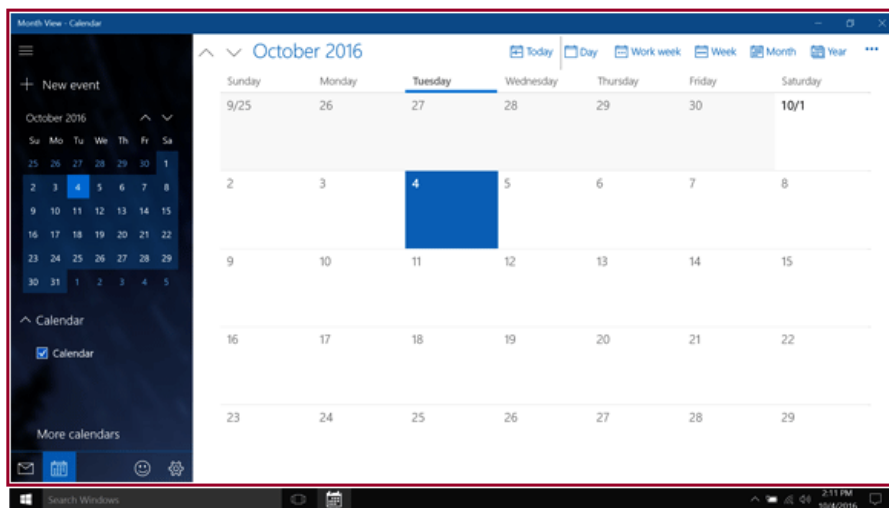 Month View - Calendar
October 2016 Today Day Work week Week Month Year
New event
Sunday Monday Tuesday Wednesday Thursday Friday Saturday
9/25 26 27 28 29 30 10/1
October 2016
Su Mo Tu We Th Fr Sa
25 26 27 28 29 30 1
2 3 4 5 6 7 8
9 10 11 12 13 14 15
16 17 18 19 20 21 22
23 24 25 26 27 28 29
30 31 1 2 3 4 5
2 3 4 5 6 7 8
9 10 11 12 13 14 15
Calendar
Calendar
16 17 18 19 20 21 22
23 24 25 26 27 28 29
More calendars
Search Windows
2:11 PM
10/4/2016